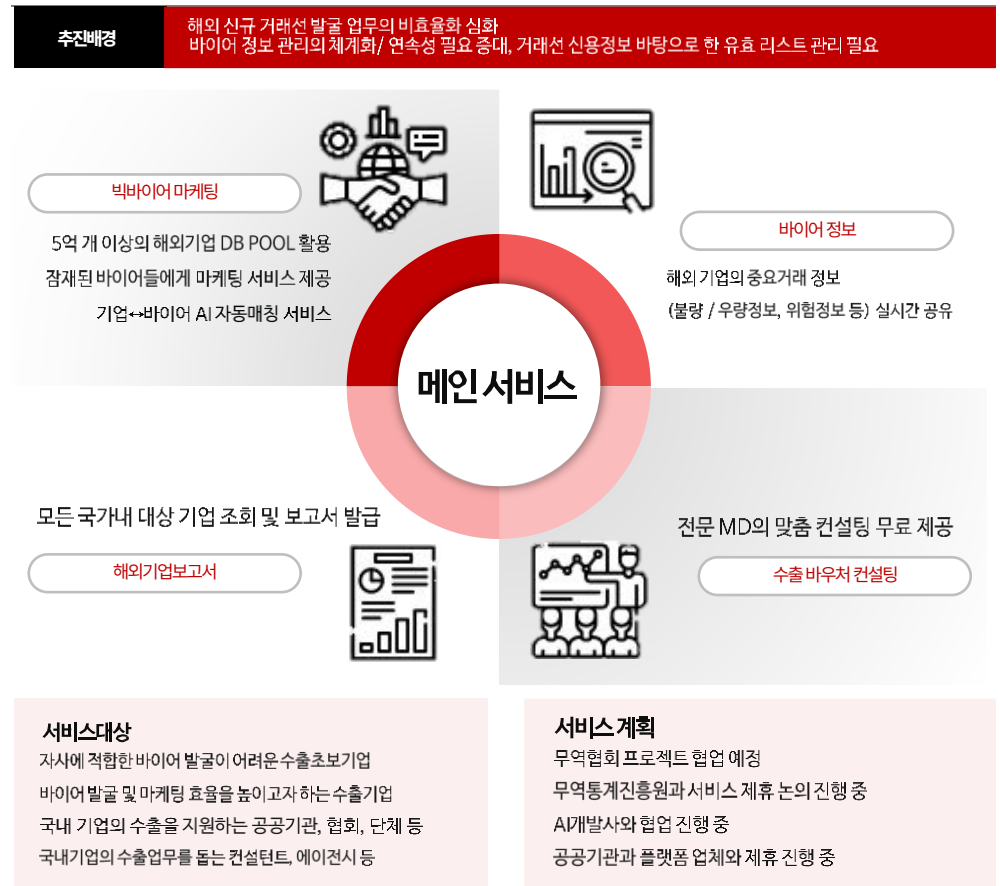 추진배경
해외 신규 거래선 발굴 업무의 비효율화 심화
바이어 정보 관리의 체계화/ 연속성 필요 증대, 거래선 신용정보 바탕으로 한 유효 리스트 관리 필요
빅바이어 마케팅
5억 개 이상의 해외기업 DB POOL 활용
잠재된 바이어들에게 마케팅 서비스 제공
기업↔바이어 AI 자동매칭 서비스
바이어 정보
해외 기업의 중요거래 정보
(불량 / 우량정보, 위험정보 등) 실시간 공유
메인 서비스
모든 국가내 대상 기업 조회 및 보고서 발급
해외기업보고서
전문 MD의 맞춤 컨설팅 무료 제공
수출 바우처 컨설팅
서비스대상
자사에 적합한 바이어 발굴이 어려운 수출초보기업
바이어 발굴 및 마케팅 효율을 높이고자 하는 수출기업
국내 기업의 수출을 지원하는 공공기관, 협회, 단체 등
국내기업의 수출업무를 돕는 컨설턴트, 에이전시 등
서비스 계획
무역협회 프로젝트 협업 예정
무역통계진흥원과 서비스 제휴 논의 진행 중
AI개발사와 협업 진행 중
공공기관과 플랫폼 업체와 제휴 진행 중